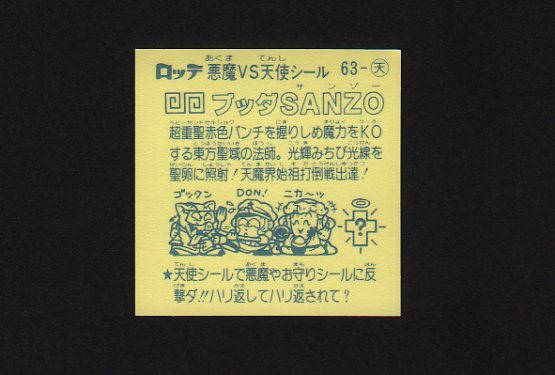 ロッテ 悪魔VS天使シール 63-天
ブッダSANZO
超重聖赤色パンチを握りしめ魔力をKO
する東方聖域の法師。光輝みちび光線を
聖卵に照射!天魔界始祖打倒戦出達!
ゴックン DON! ニカ〜ッ
?
★天使シールで悪魔やお守りシールに反
撃ダ!!ハリ返してハリ返されて?